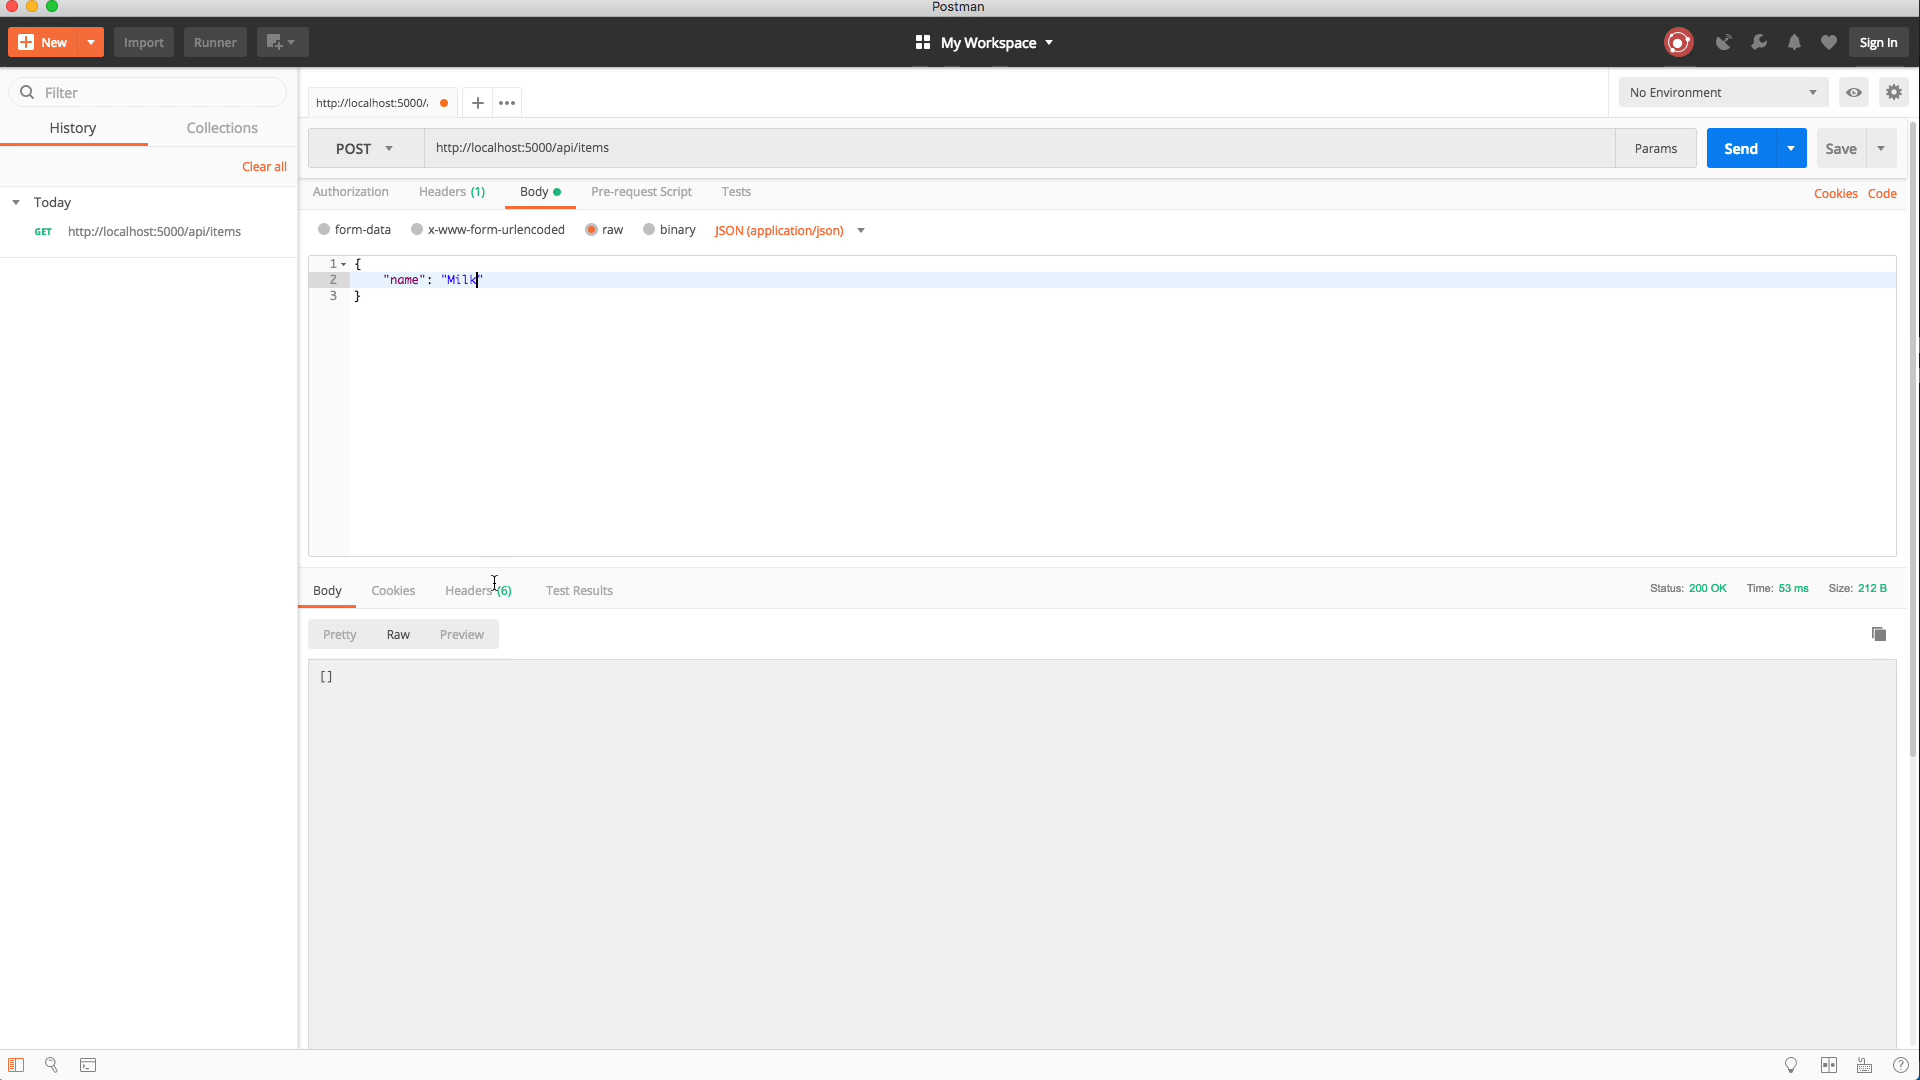 Postman
New
Import
Runner
My Workspace
Sign In
Filter
History
Collections
Clear all
Today
GET http://localhost:5000/api/items
http://localhost:5000/.
No Environment
POST
http://localhost:5000/api/items
Params
Send
Save
Authorization
Headers (1)
Body
Pre-request Script
Tests
Cookies
Code
form-data
x-www-form-urlencoded
raw
binary
JSON (application/json)
1 {
2 "name": "Milk"
3 }
Body
Cookies
Headers (6)
Test Results
Status: 200 OK
Time: 53 ms
Size: 212 B
Pretty
Raw
Preview
[]